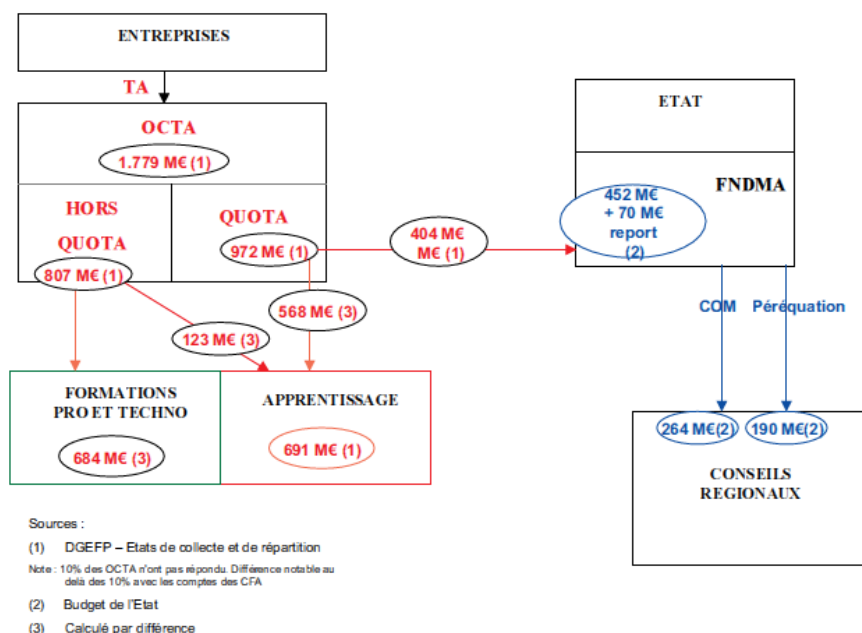 ENTREPRISES
TA
OCTA
1.779 M€ (1)
HORS
QUOTA
807 M€ (1)
QUOTA
972 M€ (1)
404 M€
M€ (1)
ETAT
FNDMA
452 M€
+ 70 M€
report
(2)
COM
Péréquation
568 M€ (3)
123 M€ (3)
FORMATIONS
PRO ET TECHNO
684 M€ (3)
APPRENTISSAGE
691 M€ (1)
264 M€(2)
190 M€(2)
CONSEILS
REGIONAUX
Sources :
(1) DGEFP – Etats de collecte et de répartition
Note : 10% des OCTA n'ont pas répondu. Différence notable au
delà des 10% avec les comptes des CFA
(2) Budget de l'Etat
(3) Calculé par différence